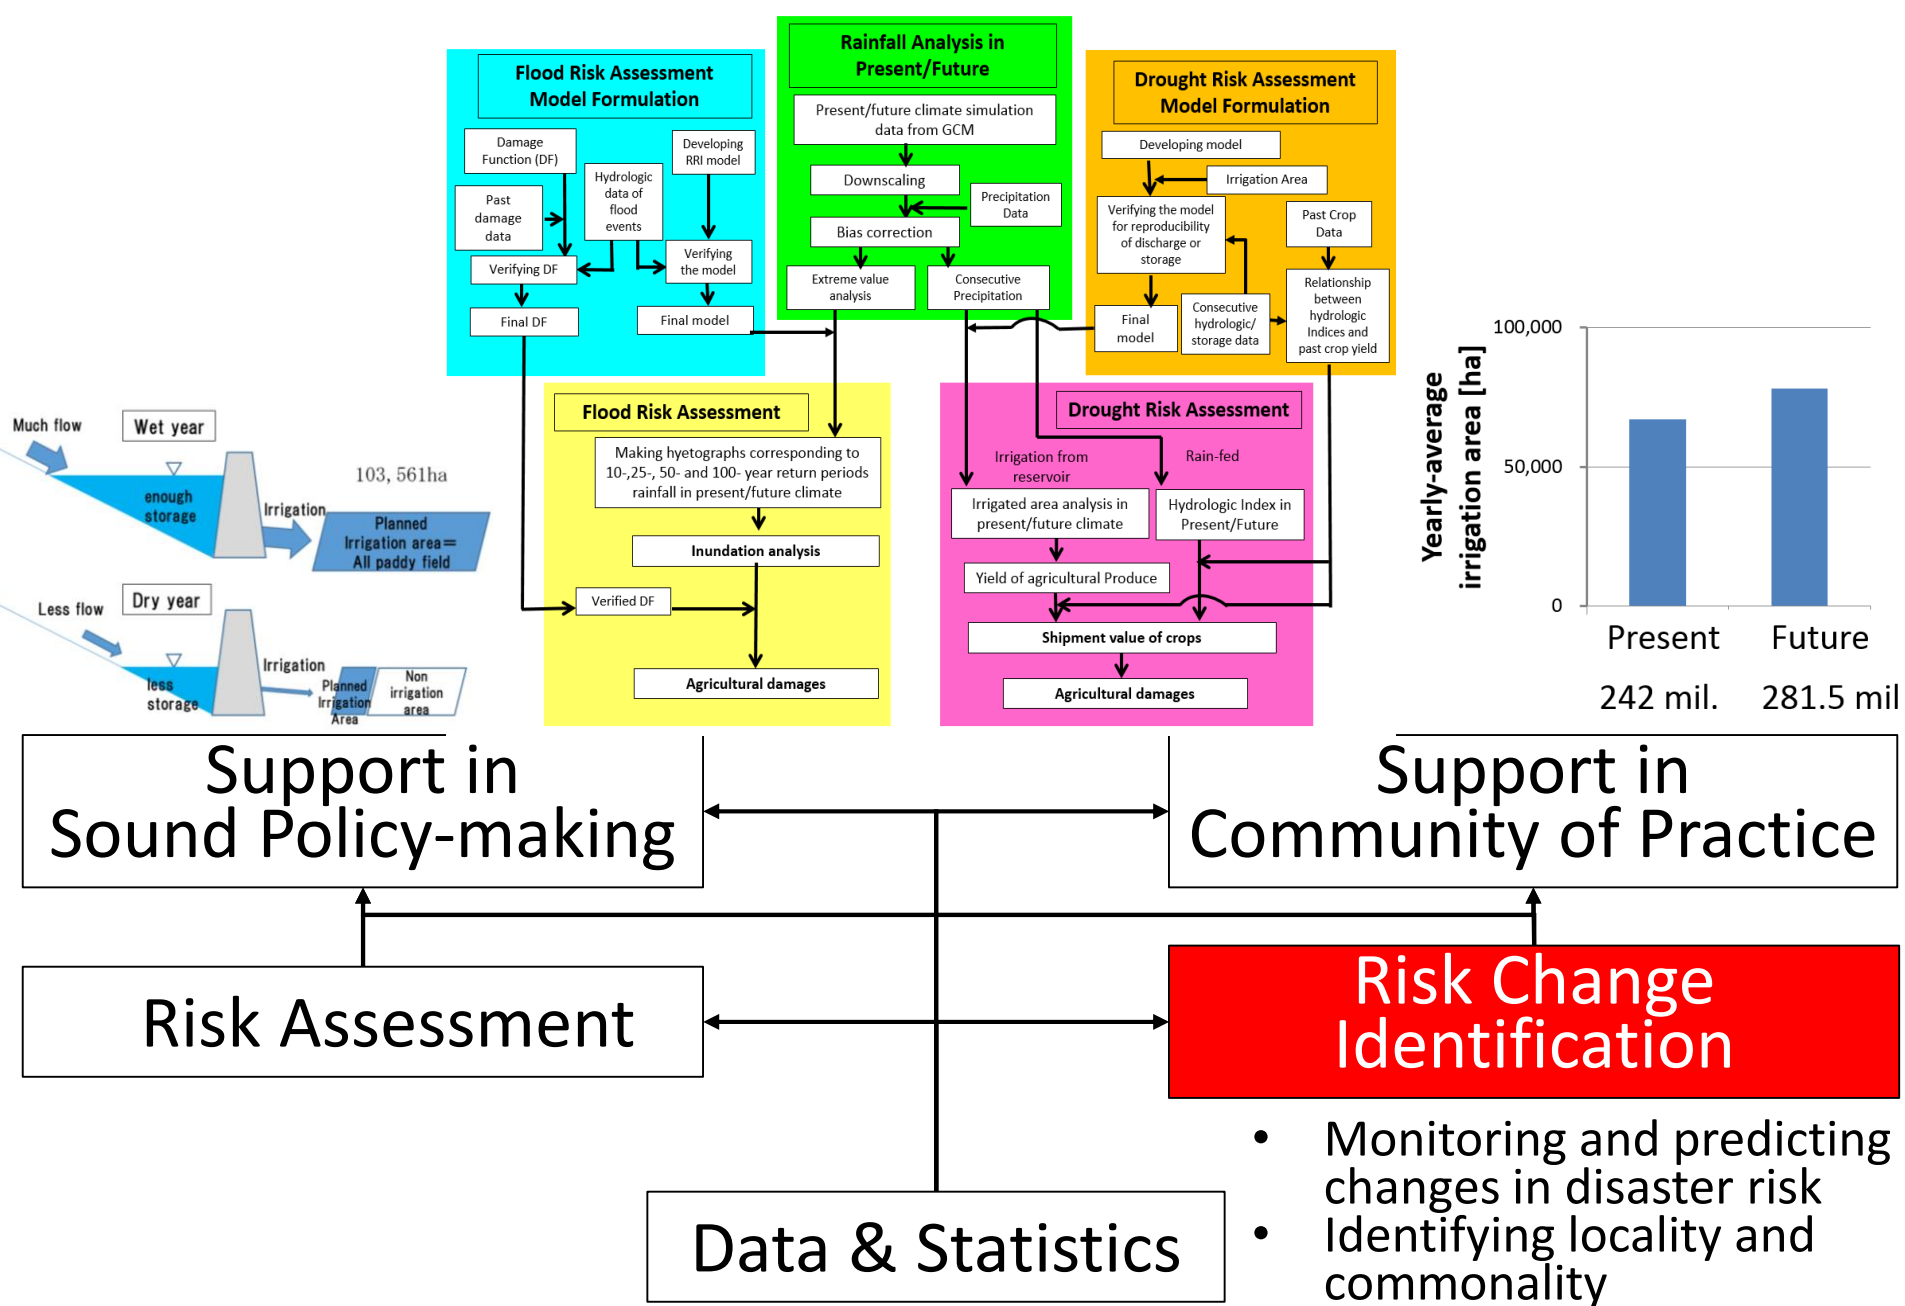 Flood Risk Assessment
Model Formulation
Damage
Function (DF)
Developing
RRI model
Hydrologic
data of
flood
events
Past
damage
data
Verifying DF
Verifying
the model
Final DF
Final model
Rainfall Analysis in
Present/Future
Present/future climate simulation
data from GCM
Downscaling
Precipitation
Data
Bias correction
Extreme value
analysis
Consecutive
Precipitation
Drought Risk Assessment
Model Formulation
Developing model
Irrigation Area
Verifying the model
for reproducibility
of discharge or
storage
Past Crop
Data
Relationship
between
hydrologic
Indices and
past crop yield
Consecutive
hydrologic/
storage data
Final
model
Flood Risk Assessment
Making hyetographs corresponding to
10-,25-, 50- and 100- year return periods
rainfall in present/future climate
Inundation analysis
Verified DF
Agricultural damages
Drought Risk Assessment
Irrigation from
reservoir
Rain-fed
Irrigated area analysis in
present/future climate
Hydrologic Index in
Present/Future
Yield of agricultural Produce
Shipment value of crops
Agricultural damages
Much flow
Wet year
103, 561ha
enough
storage
Irrigation
Planned
Irrigation area=
All paddy field
Less flow
Dry year
less
storage
Irrigation
Planned
Irrigation
Area
Non
irrigation
area
Yearly-average
irrigation area [ha]
100,000
50,000
0
Present Future
242 mil. 281.5 mil
Support in
Sound Policy-making
Support in
Community of Practice
Risk Assessment
Risk Change
Identification
Data & Statistics
• Monitoring and predicting
changes in disaster risk
• Identifying locality and
commonality